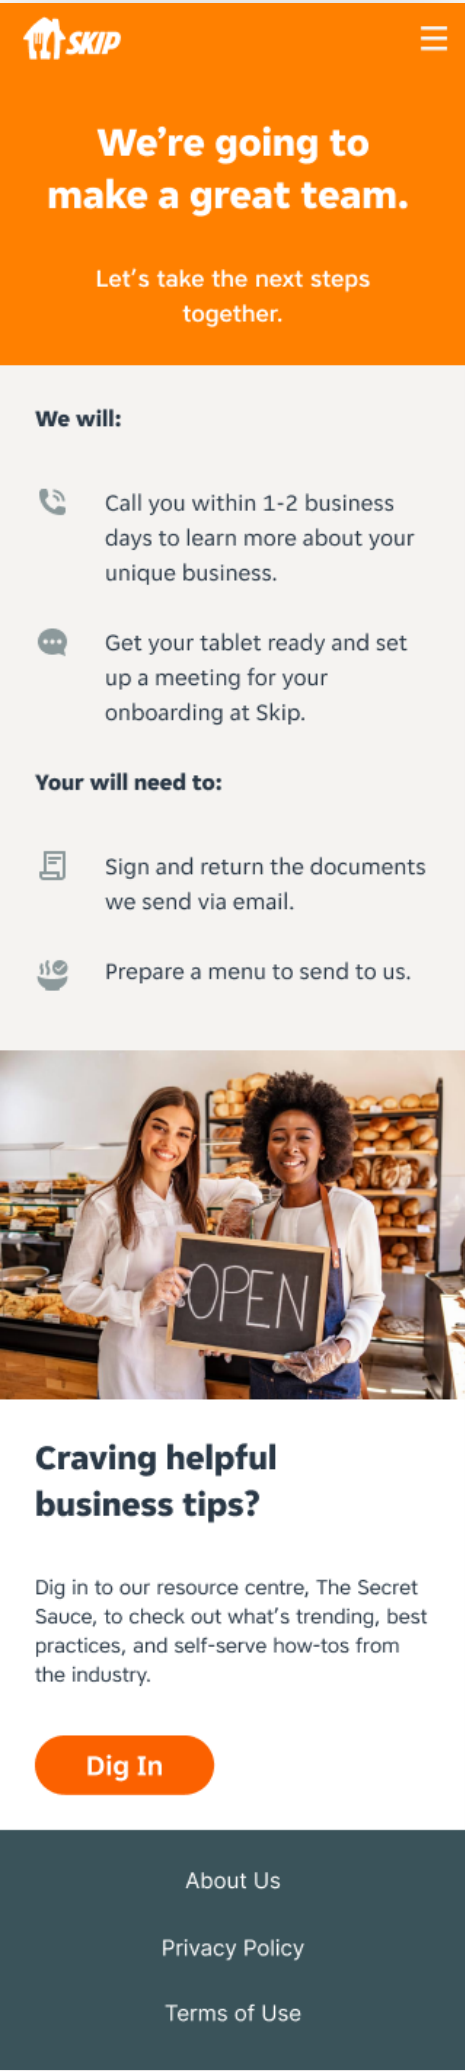 SKIP
We're going to
make a great team.
Let's take the next steps
together.
We will:
Call you within 1-2 business
days to learn more about your
unique business.
Get your tablet ready and set
up a meeting for your
onboarding at Skip.
Your will need to:
Sign and return the documents
we send via email.
Prepare a menu to send to us.
OPEN
Craving helpful
business tips?
Dig in to our resource centre, The Secret
Sauce, to check out what's trending, best
practices, and self-serve how-tos from
the industry.
Dig In
About Us
Privacy Policy
Terms of Use